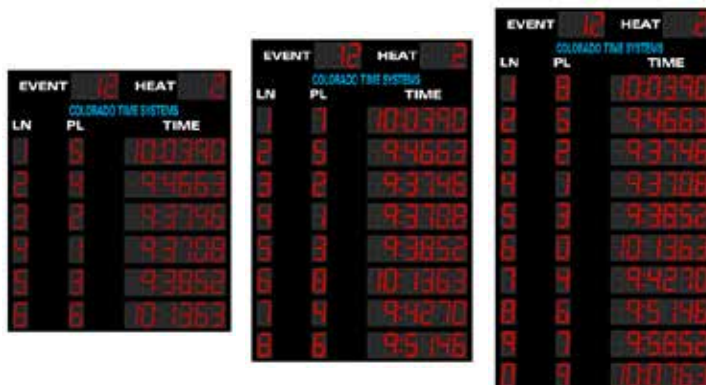 EVENT 12 HEAT
COLORADO TIME SYSTEMS
LN PL TIME
1 5 10:03.90
2 4 9:46.63
3 2 9:37.46
4 1 9:37.08
5 3 9:38.52
6 6 10:13.63
EVENT 12 HEAT 2
COLORADO TIME SYSTEMS
LN PL TIME
1 7 10:03.90
2 5 9:46.63
3 2 9:37.46
4 1 9:37.08
5 3 9:38.52
6 8 10:13.63
7 4 9:42.70
8 6 9:51.46
EVENT 12 HEAT 2
COLORADO TIME SYSTEMS
LN PL TIME
1 8 10:03.90
2 5 9:46.63
3 2 9:37.46
4 1 9:37.08
5 3 9:38.52
6 0 10:13.63
7 4 9:42.70
8 6 9:51.46
9 7 9:56.52
0 9